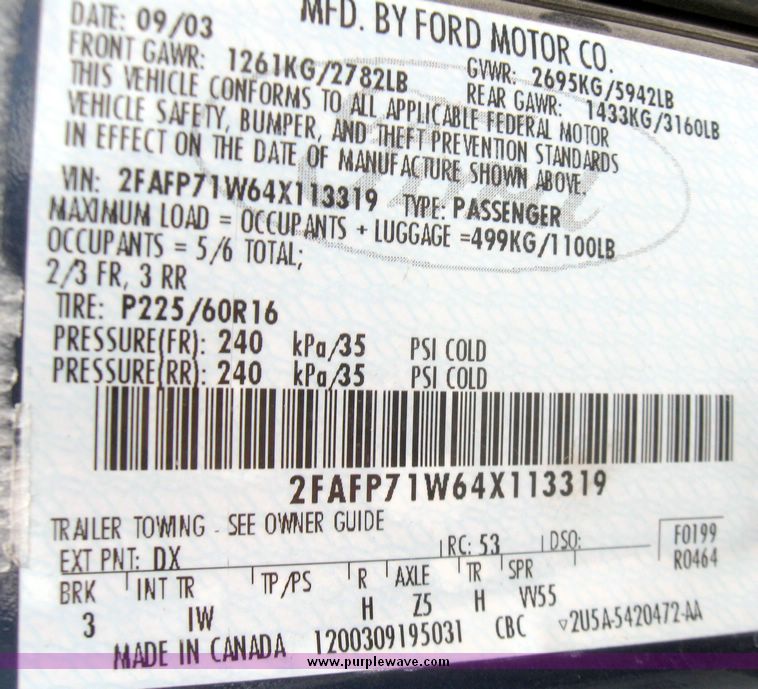 DATE: 09/03 MFD. BY FORD MOTOR CO.
FRONT GAWR: 1261KG/2782LB GVWR: 2695KG/5942LB
REAR GAWR: 1433KG/3160LB
THIS VEHICLE CONFORMS TO ALL APPLICABLE FEDERAL MOTOR
VEHICLE SAFETY, BUMPER, AND THEFT PREVENTION STANDARDS
IN EFFECT ON THE DATE OF MANUFACTURE SHOWN ABOVE.
VIN: 2FAFP71W64X113319 TYPE: PASSENGER
MAXIMUM LOAD = OCCUPANTS + LUGGAGE =499KG/1100LB
OCCUPANTS = 5/6 TOTAL;
2/3 FR, 3 RR
TIRE: P225/60R16
PRESSURE(FR): 240 kPa/35 PSI COLD
PRESSURE(RR): 240 kPa/35 PSI COLD
2FAFP71W64X113319
TRAILER TOWING - SEE OWNER GUIDE
EXT PNT: DX RC: 53 DSO: F0199
R0464
BRK INT TR TP/PS R AXLE TR SPR
3 IW H Z5 H VV55
MADE IN CANADA 1200309195031 CBC ▿2U5A-5420472-AA
www.purplewave.com